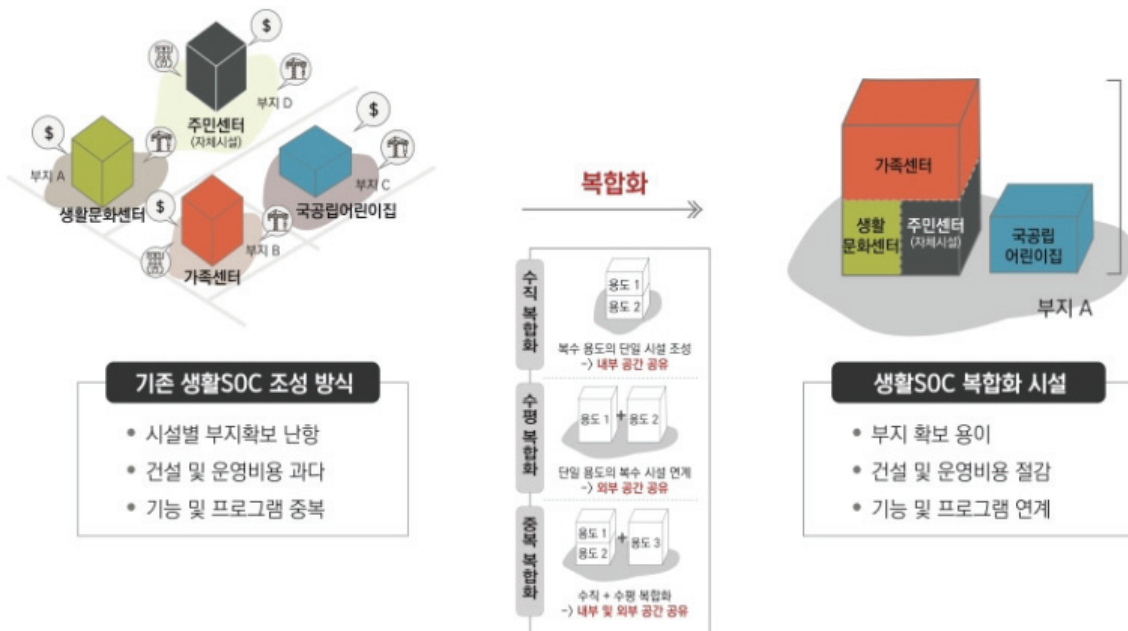 $
$
부지 D
주민센터
(자체시설)
$
부지 A
생활문화센터
$
부지 C
국공립어린이집
부지 B
가족센터
기존 생활SOC 조성 방식
• 시설별 부지확보 난항
• 건설 및 운영비용 과다
• 기능 및 프로그램 중복
복합화
수직 복합화
용도 1
용도 2
복수 용도의 단일 시설 조성
-> 내부 공간 공유
수평 복합화
용도 1 + 용도 2
단일 용도의 복수 시설 연계
-> 외부 공간 공유
중복 복합화
용도 1
용도 2
+ 용도 3
수직 + 수평 복합화
-> 내부 및 외부 공간 공유
가족센터
생활
문화센터
주민센터
(자체시설)
국공립
어린이집
부지 A
생활SOC 복합화 시설
• 부지 확보 용이
• 건설 및 운영비용 절감
• 기능 및 프로그램 연계